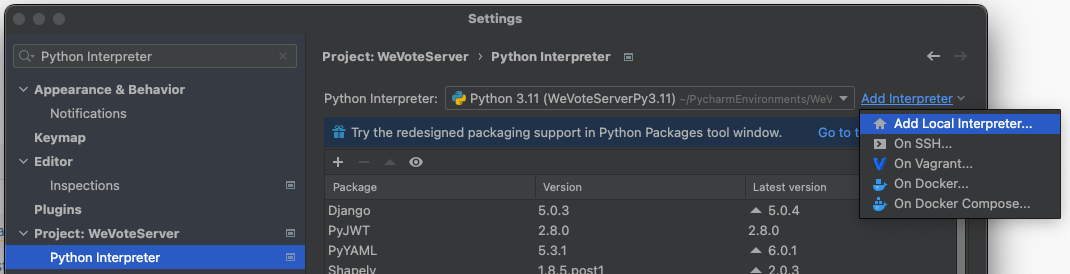 Settings
Python Interpreter
Project: WeVoteServer › Python Interpreter
Appearance & Behavior
Notifications
Keymap
Editor
Inspections
Plugins
Project: WeVoteServer
Python Interpreter
Python Interpreter: Python 3.11 (WeVoteServerPy3.11) ~/PycharmEnvironments/WeV Add Interpreter
Add Local Interpreter...
On SSH...
On Vagrant...
On Docker...
On Docker Compose...
Try the redesigned packaging support in Python Packages tool window. Go to t
Package Version Latest version
Django 5.0.3 5.0.4
PyJWT 2.8.0 2.8.0
PyYAML 5.3.1 6.0.1
Shapely 1.8.5.post1 2.0.3